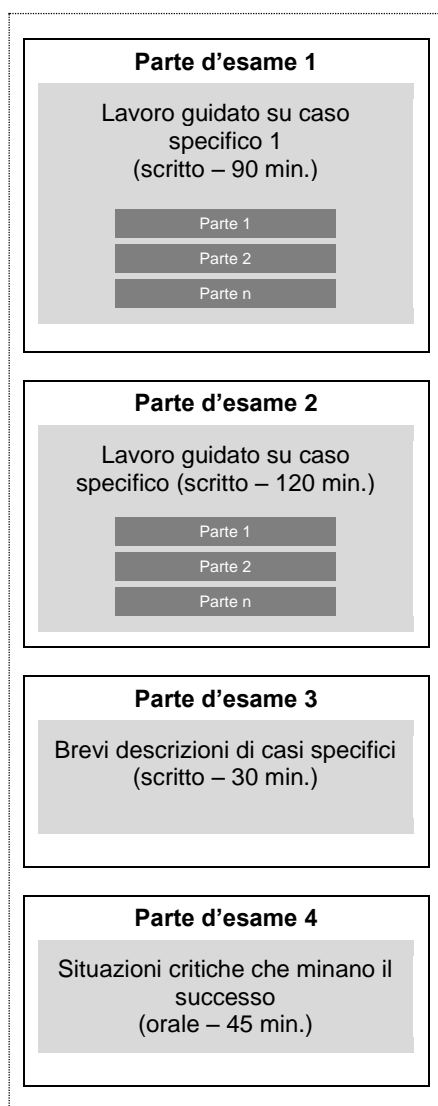 Parte d’esame 1
Lavoro guidato su caso
specifico 1
(scritto – 90 min.)
Parte 1
Parte 2
Parte n
Parte d’esame 2
Lavoro guidato su caso
specifico (scritto – 120 min.)
Parte 1
Parte 2
Parte n
Parte d’esame 3
Brevi descrizioni di casi specifici
(scritto – 30 min.)
Parte d’esame 4
Situazioni critiche che minano il
successo
(orale – 45 min.)